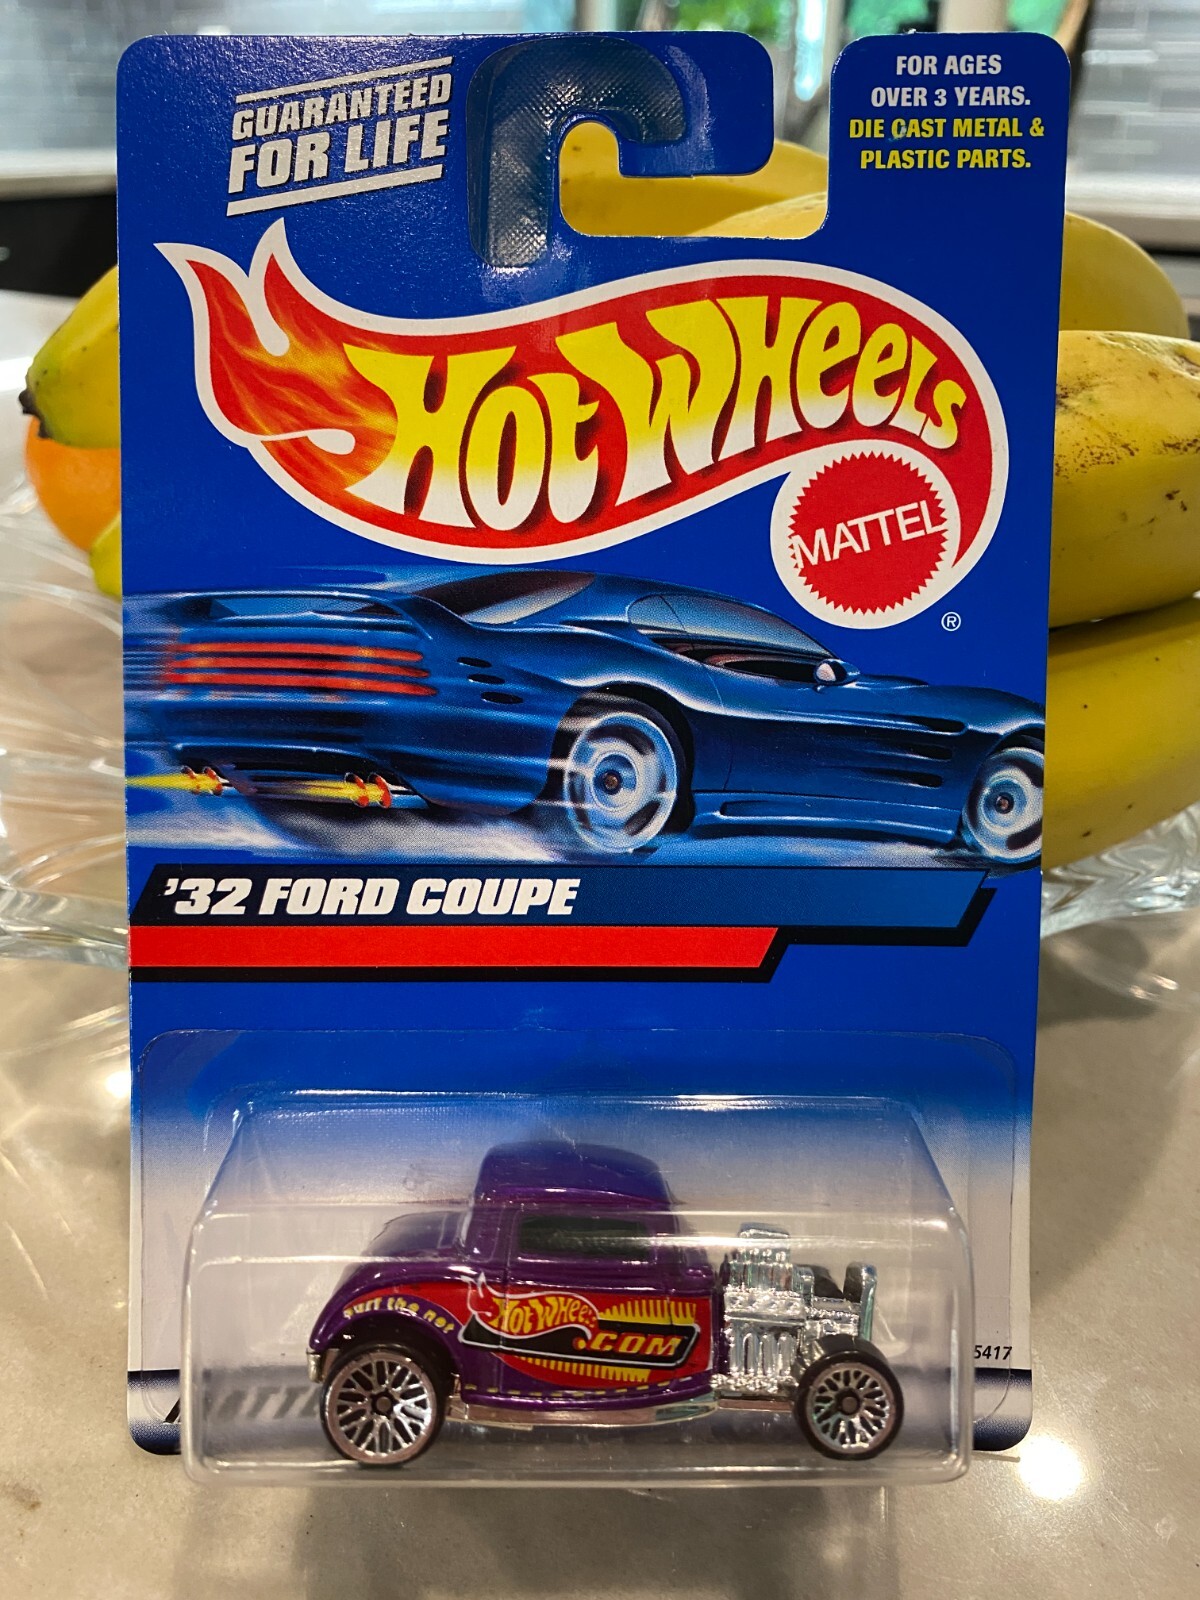 GUARANTEED
FOR LIFE
FOR AGES
OVER 3 YEARS.
DIE CAST METAL &
PLASTIC PARTS.
HOT WHEELS
MATTEL
®
'32 FORD COUPE
surf the net
HOT WHEELS
.COM
5417
MATTEL